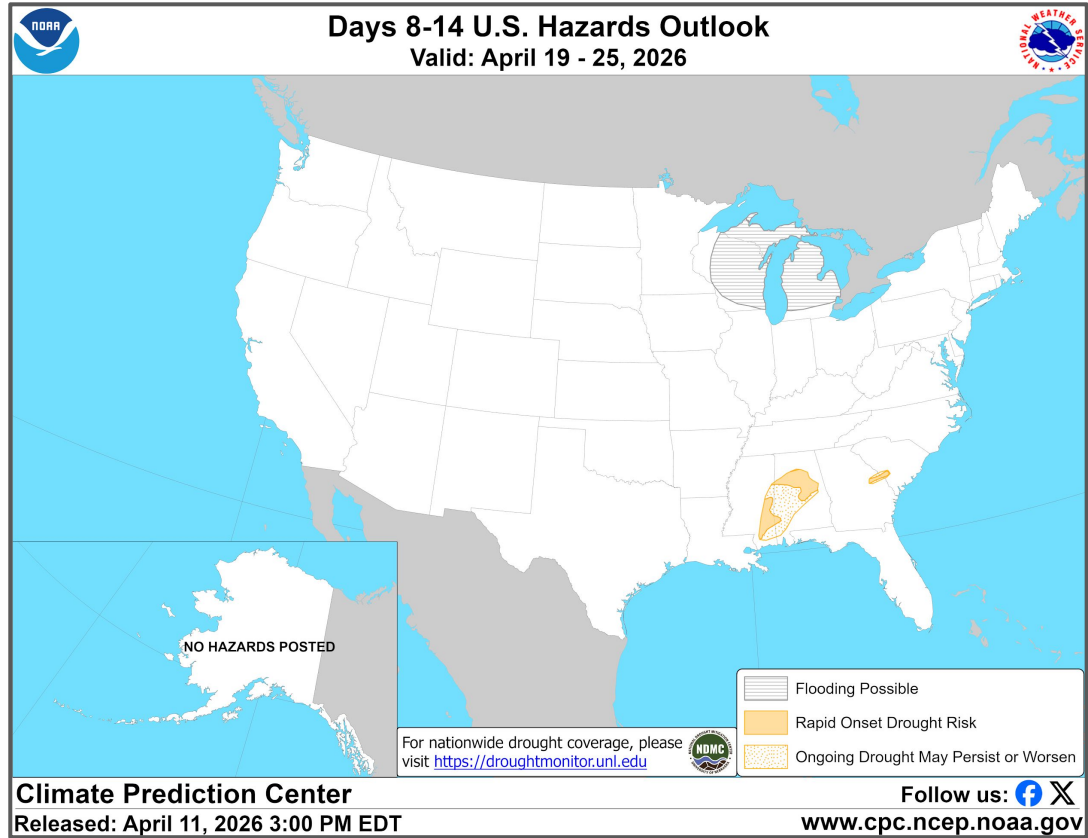 NOAA
Days 8-14 U.S. Hazards Outlook
Valid: April 19 - 25, 2026
NATIONAL WEATHER SERVICE
NO HAZARDS POSTED
For nationwide drought coverage, please
visit https://droughtmonitor.unl.edu
NDMC
Flooding Possible
Rapid Onset Drought Risk
Ongoing Drought May Persist or Worsen
Climate Prediction Center
Released: April 11, 2026 3:00 PM EDT
Follow us:
www.cpc.ncep.noaa.gov